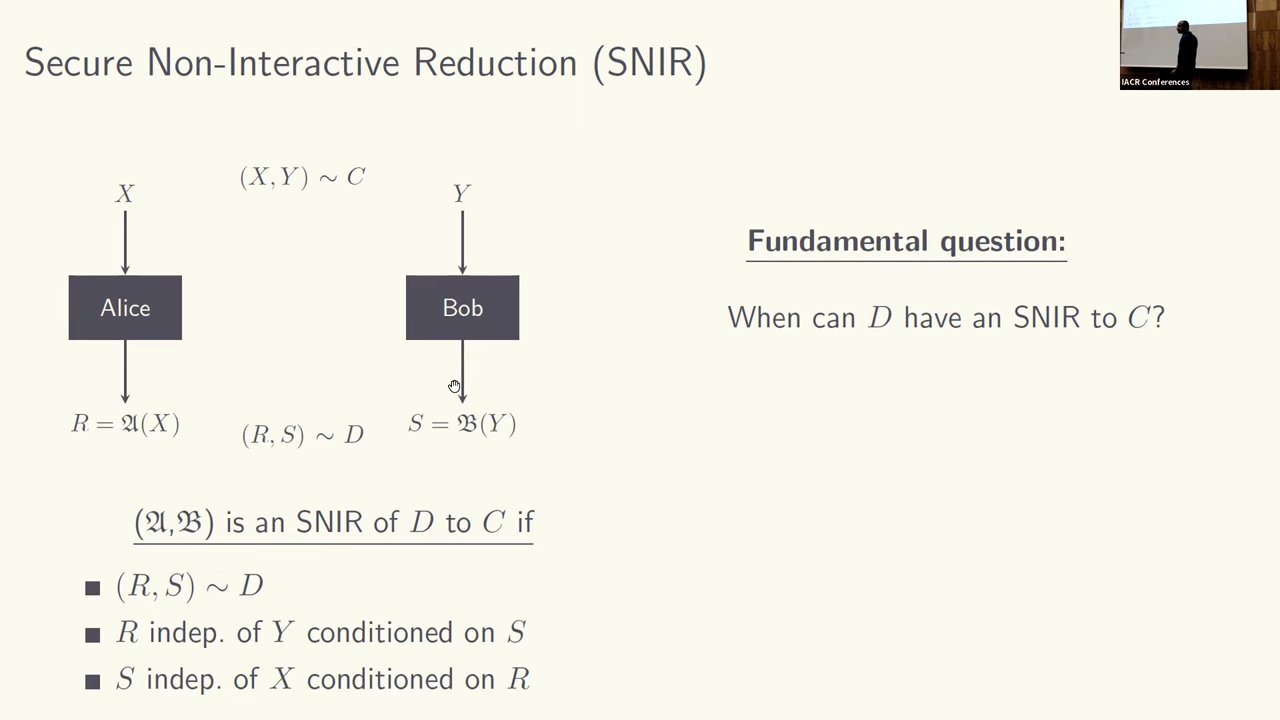 Secure Non-Interactive Reduction (SNIR)
IACR Conferences
(X, Y) ∼ C
X
Y
Fundamental question:
Alice
Bob
When can D have an SNIR to C?
R = 𝔄(X)
(R, S) ∼ D
S = 𝔅(Y)
(𝔄,𝔅) is an SNIR of D to C if
■ (R, S) ∼ D
■ R indep. of Y conditioned on S
■ S indep. of X conditioned on R